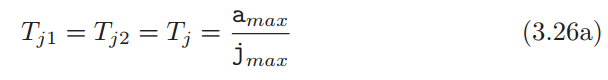 T_{j1} = T_{j2} = T_j = \frac{a_{max}}{j_{max}} (3.26a)